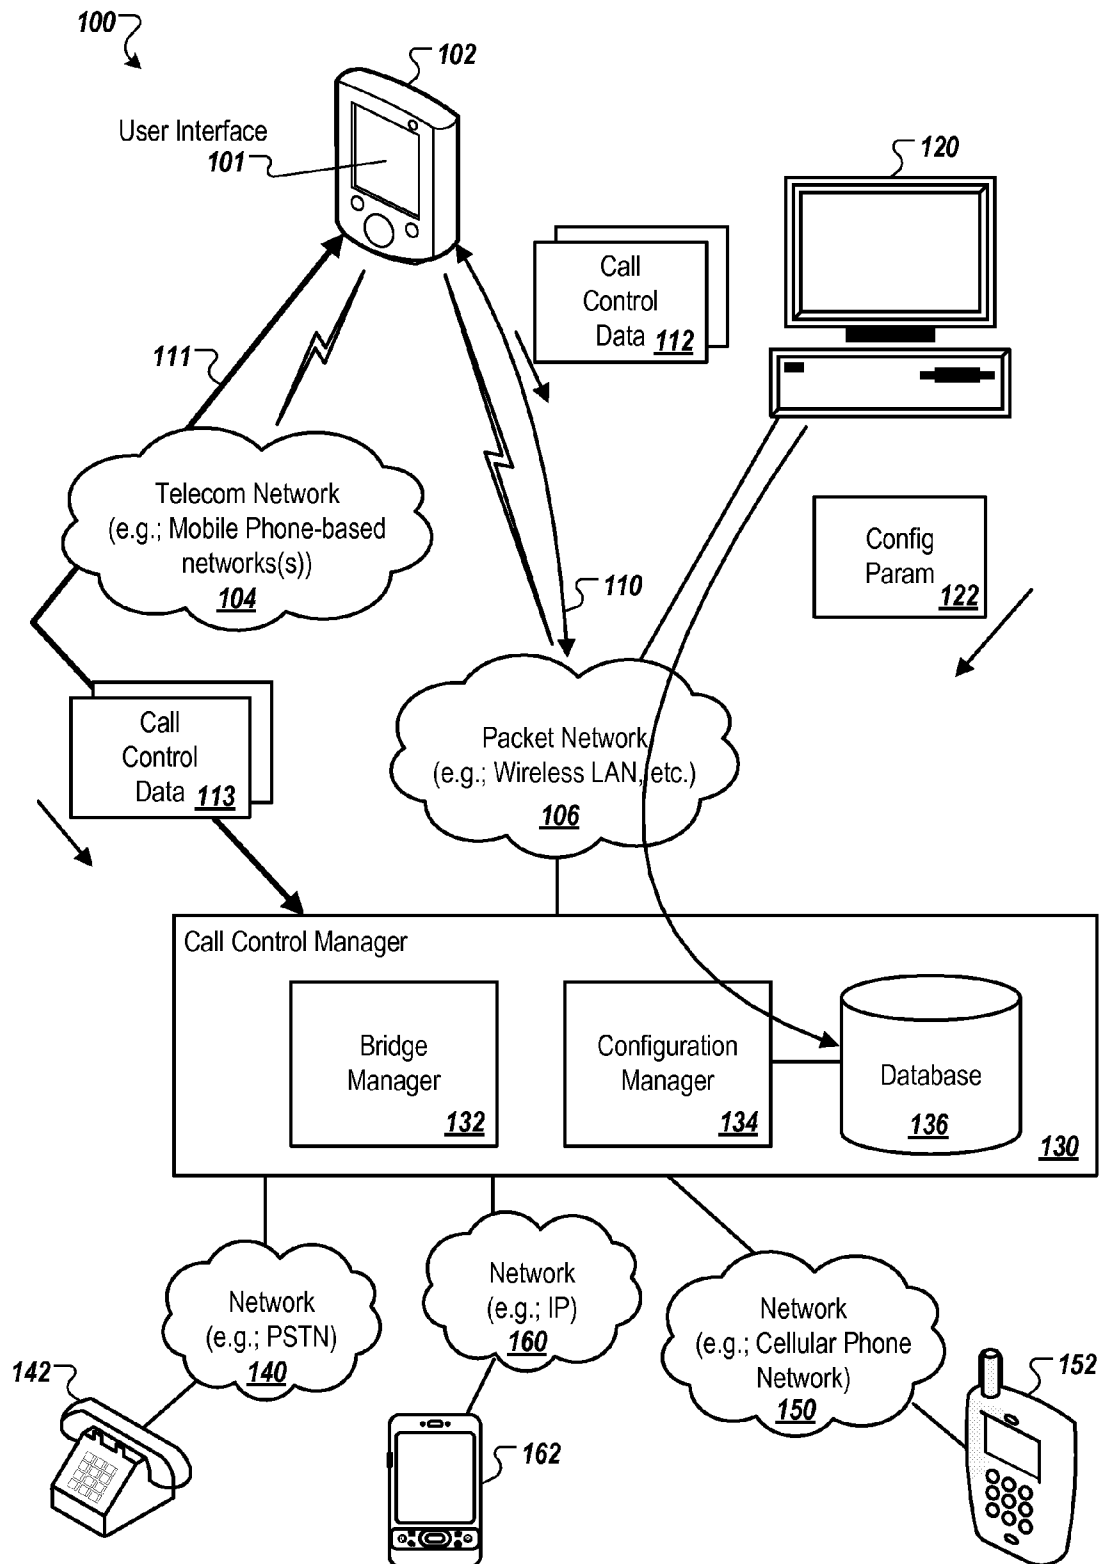 100
102
User Interface
101
120
Call
Control
Data 112
111
Telecom Network
(e.g.; Mobile Phone-based
networks(s))
104
Config
Param 122
110
Call
Control
Data 113
Packet Network
(e.g.; Wireless LAN, etc.)
106
Call Control Manager
Bridge
Manager
132
Configuration
Manager
134
Database
136
130
Network
(e.g.; PSTN)
140
Network
(e.g.; IP)
160
Network
(e.g.; Cellular Phone
Network)
150
142
162
152